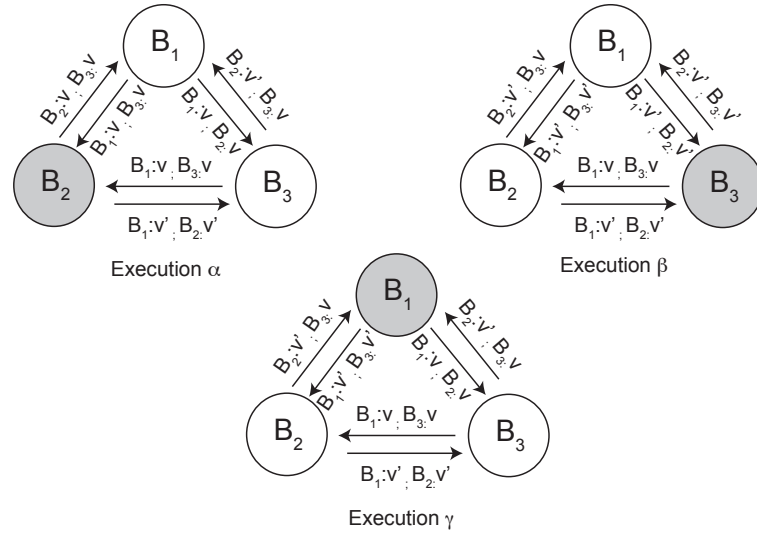 B₁
B₂:v ; B₃:v
B₁:v ; B₃:v
B₁:v ; B₂:v
B₂:v' ; B₃:v
B₂
B₁:v ; B₃:v
B₁:v' ; B₂:v'
B₃
Execution α
B₁
B₂:v' ; B₃:v
B₁:v' ; B₃:v'
B₁:v' ; B₂:v'
B₂:v' ; B₃:v'
B₂
B₁:v ; B₃:v
B₁:v' ; B₂:v'
B₃
Execution β
B₁
B₂:v' ; B₃:v
B₁:v' ; B₃:v'
B₁:v ; B₂:v
B₂:v' ; B₃:v
B₂
B₁:v ; B₃:v
B₁:v' ; B₂:v'
B₃
Execution γ